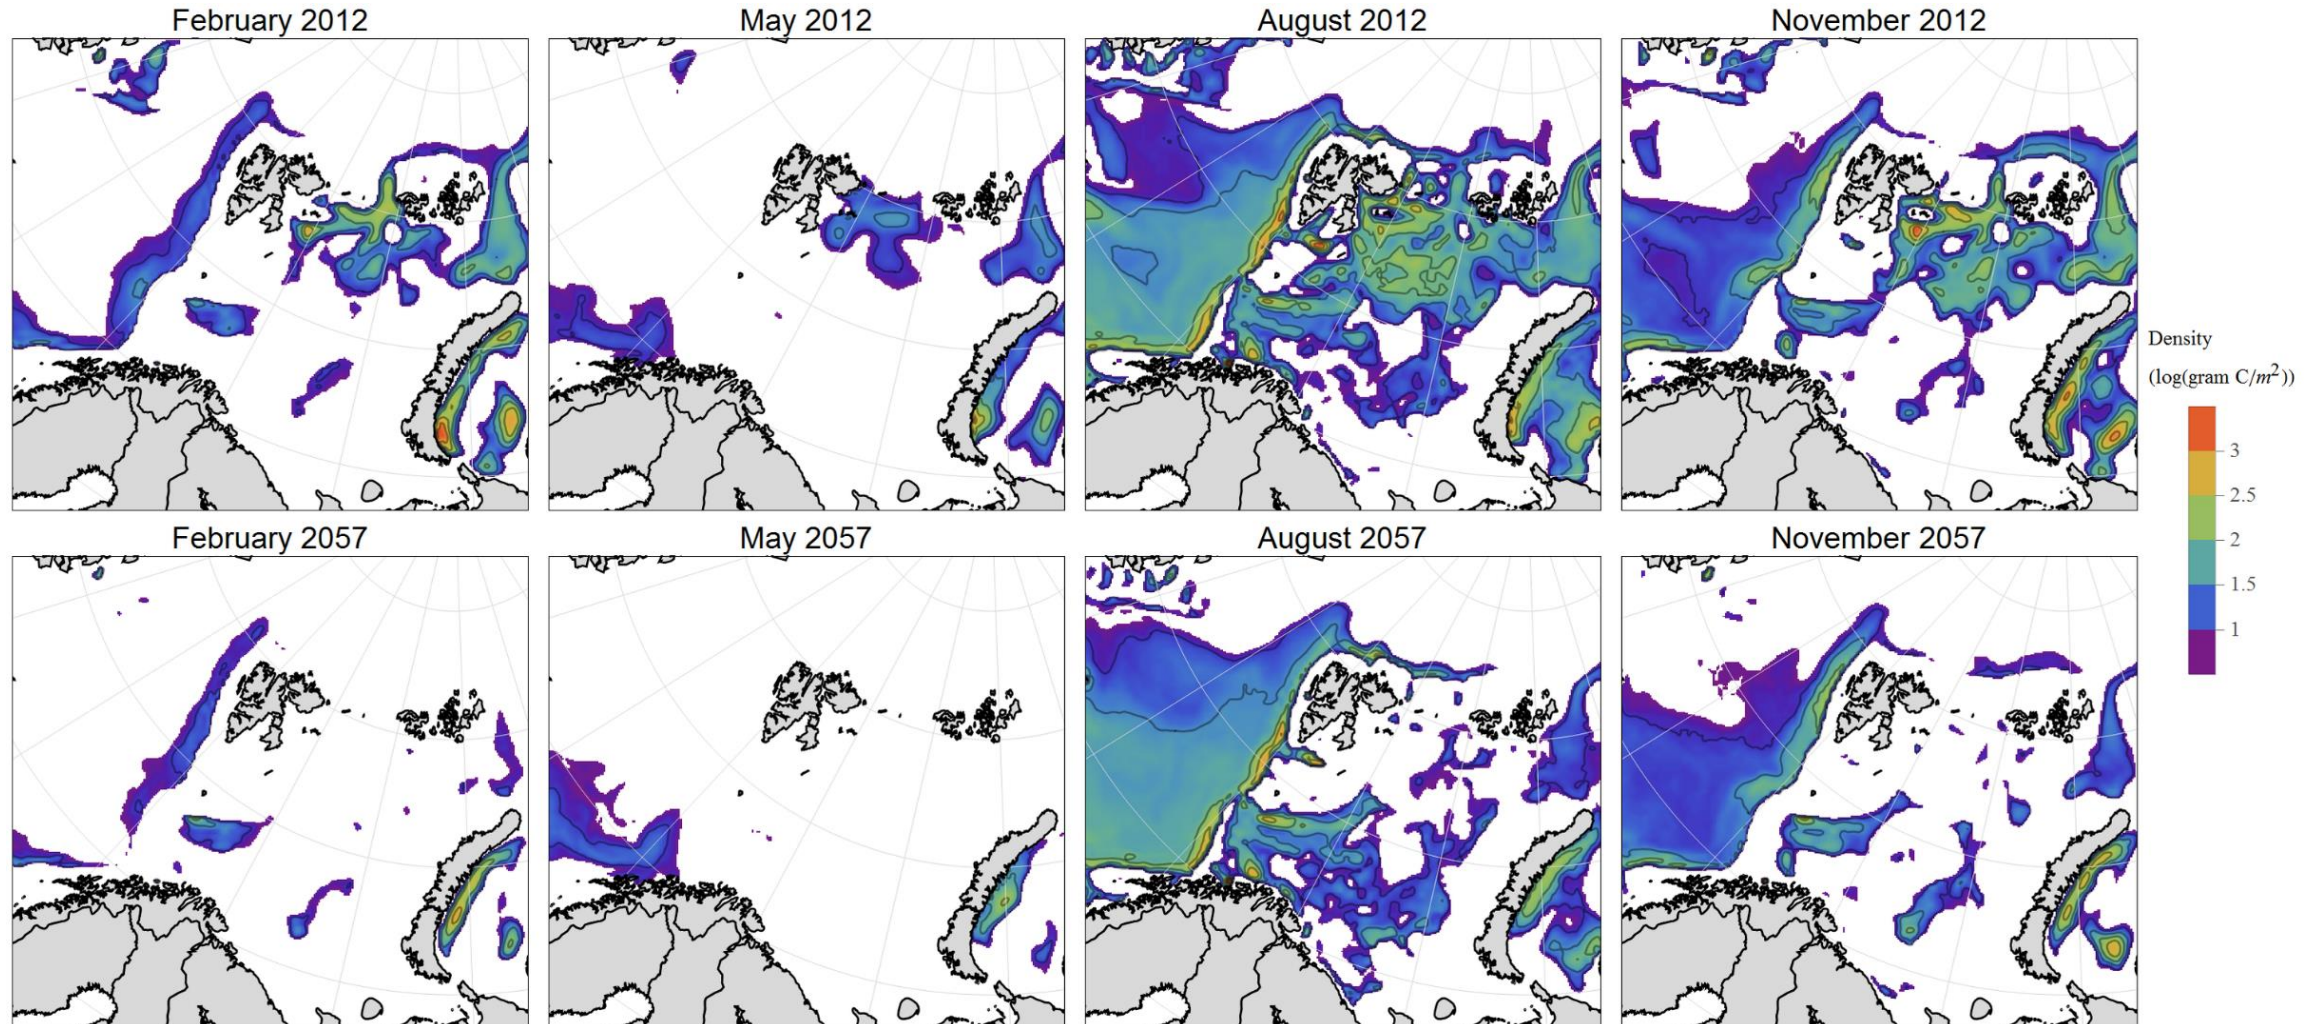 February 2012
May 2012
August 2012
November 2012
Density
(log(gram C/m²))
3
2.5
2
1.5
1
February 2057
May 2057
August 2057
November 2057